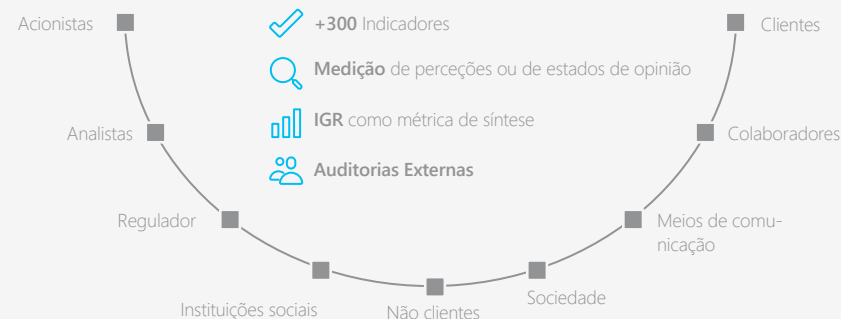 Acionistas
+300 Indicadores
Clientes
Medição de perceções ou de estados de opinião
IGR como métrica de síntese
Analistas
Colaboradores
Auditorias Externas
Regulador
Meios de comu-
nicação
Instituições sociais
Não clientes
Sociedade